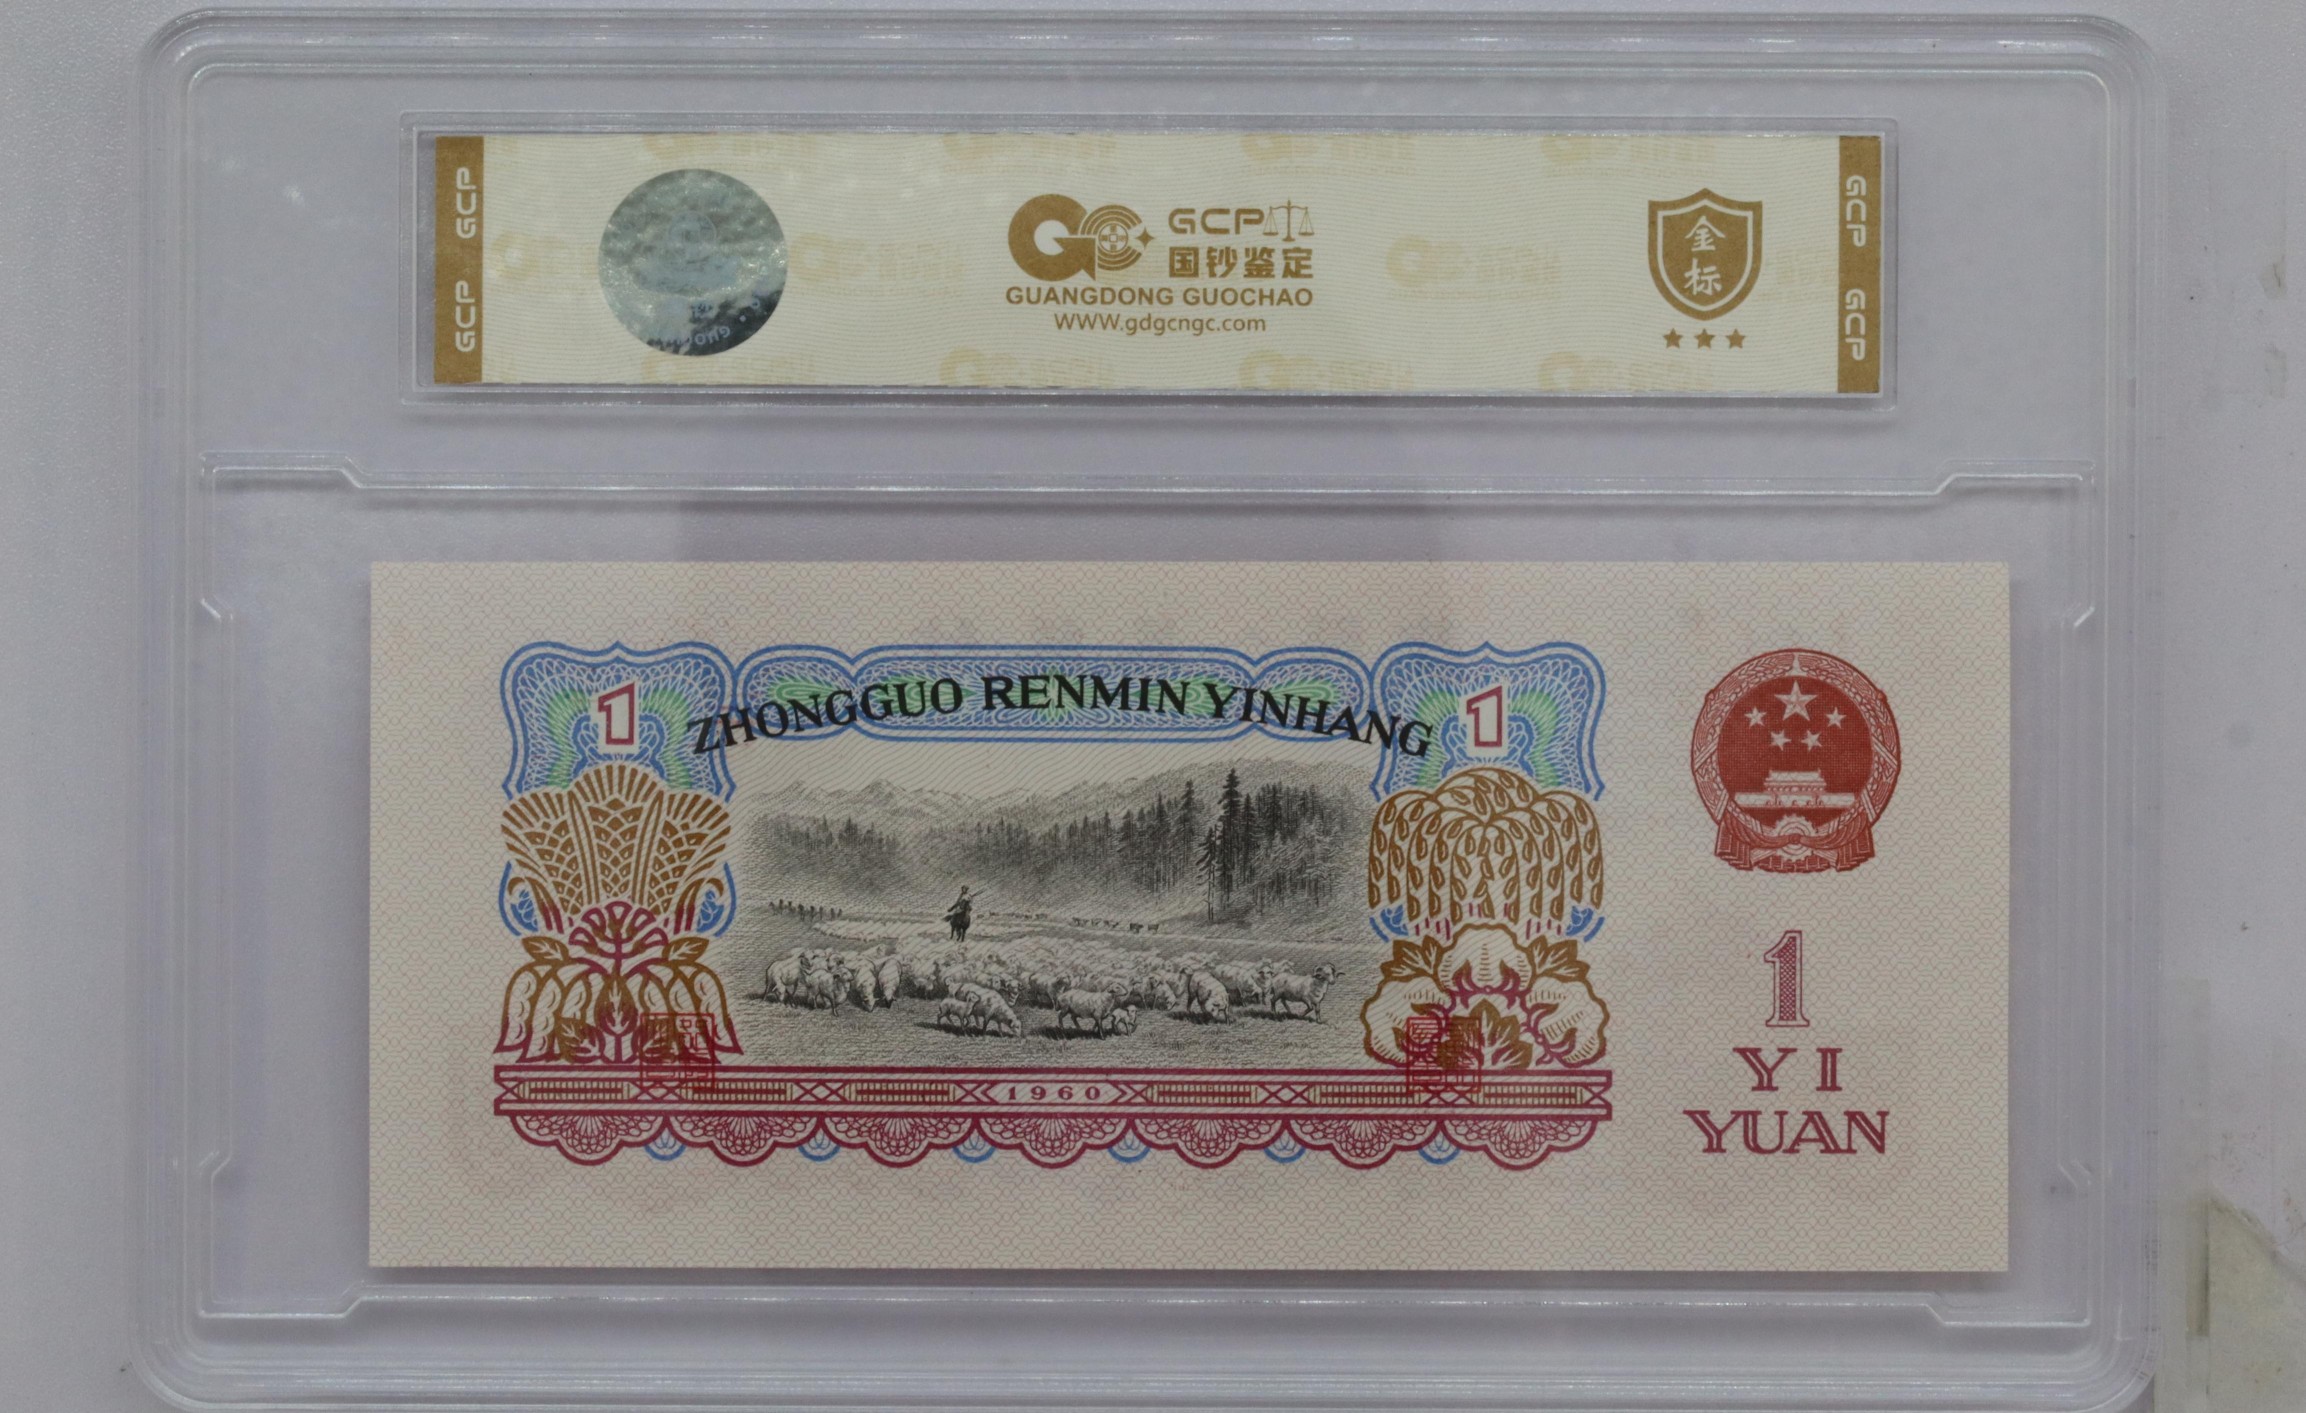 GCP GCP
GCP
国钞鉴定
GUANGDONG GUOCHAO
WWW.gdgcngc.com
金标
GCP GCP
ZHONGGUO RENMIN YINHANG
1
1
1960
1
YI
YUAN